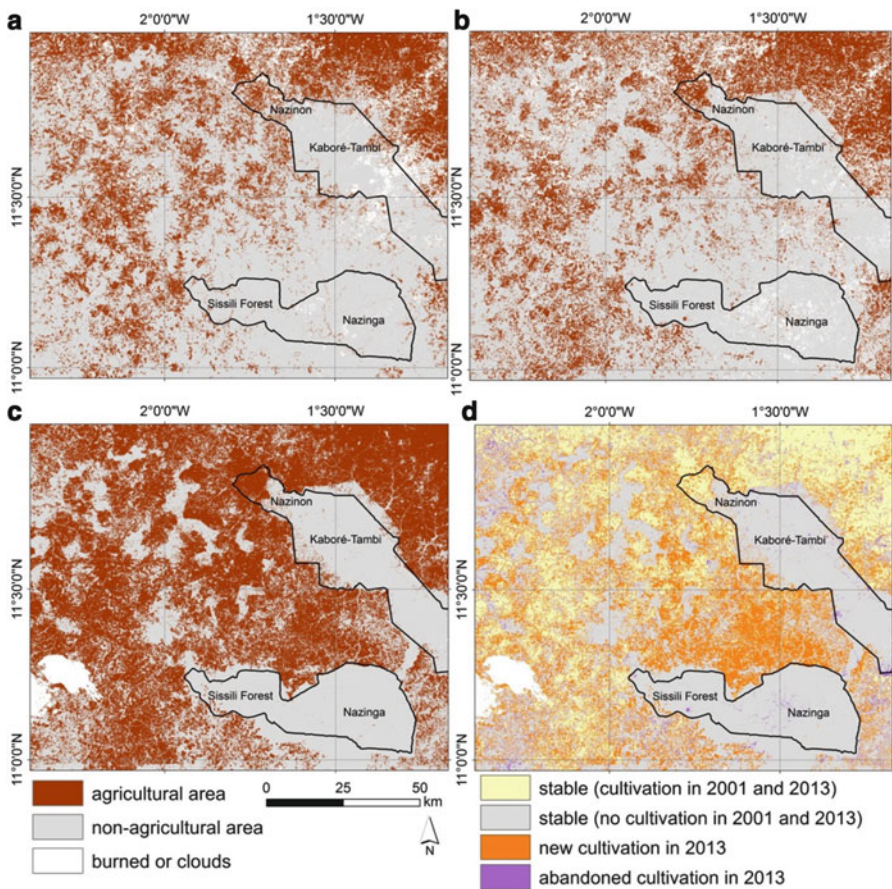 a
2°0'0"W 1°30'0"W
11°30'0"N
11°0'0"N
Nazinon
Kaboré-Tambi
Sissili Forest
Nazinga
b
2°0'0"W 1°30'0"W
11°30'0"N
11°0'0"N
Nazinon
Kaboré-Tambi
Sissili Forest
Nazinga
c
2°0'0"W 1°30'0"W
11°30'0"N
11°0'0"N
Nazinon
Kaboré-Tambi
Sissili Forest
Nazinga
d
2°0'0"W 1°30'0"W
11°30'0"N
11°0'0"N
Nazinon
Kaboré-Tambi
Sissili Forest
Nazinga
agricultural area
non-agricultural area
burned or clouds
0 25 50
km
N
stable (cultivation in 2001 and 2013)
stable (no cultivation in 2001 and 2013)
new cultivation in 2013
abandoned cultivation in 2013